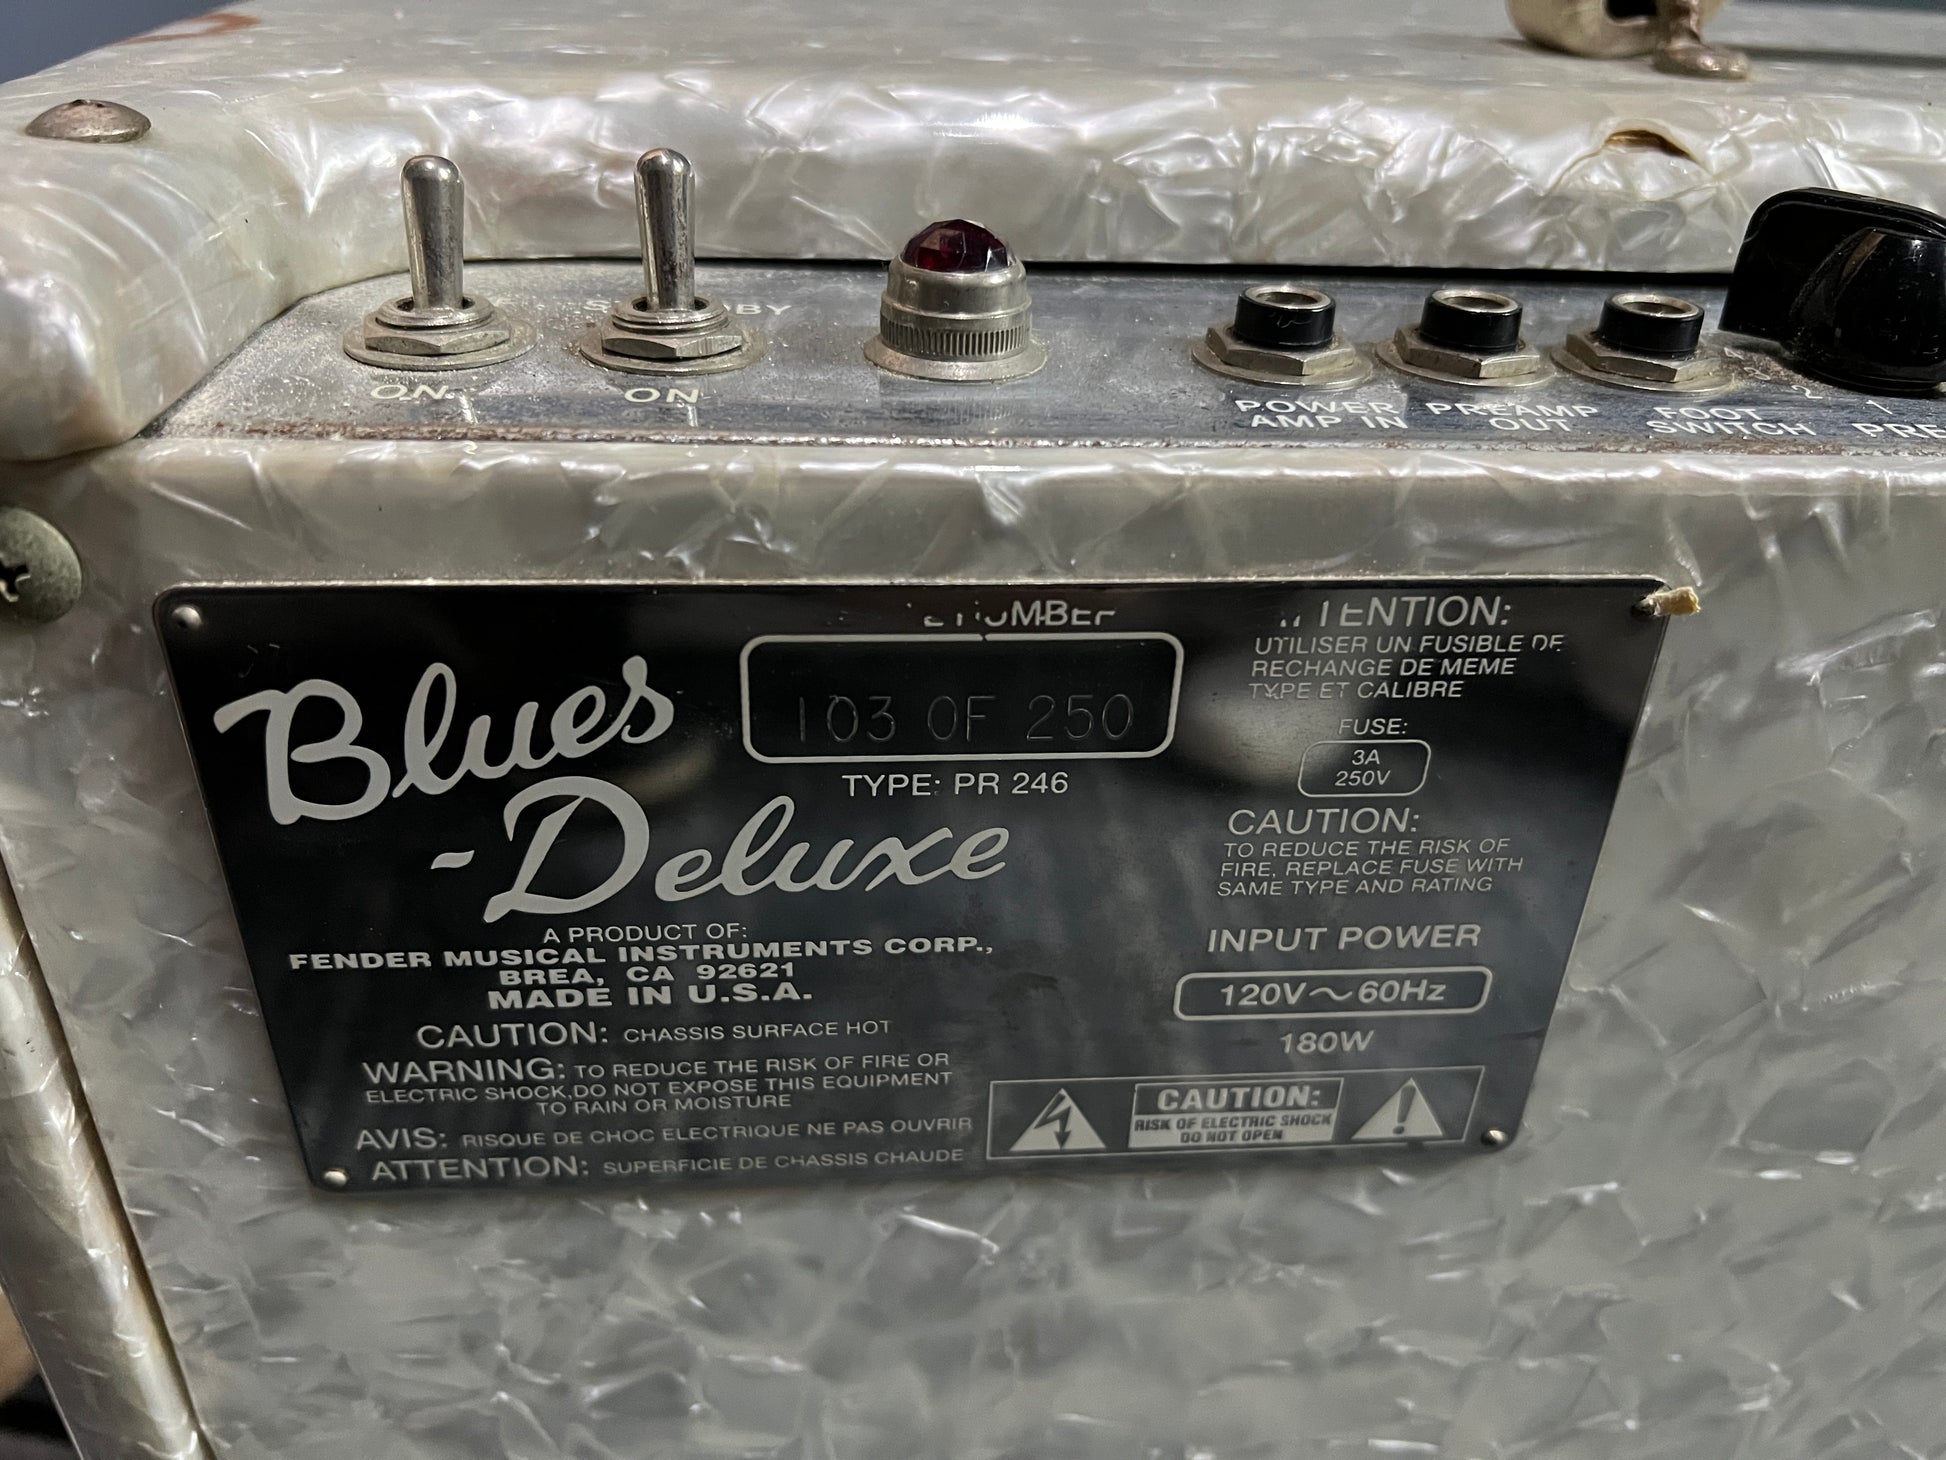 ON
ON
POWER
AMP IN
PREAMP
OUT
FOOT
SWITCH
2
1
Blues
-Deluxe
103 OF 250
TYPE: PR 246
A PRODUCT OF:
FENDER MUSICAL INSTRUMENTS CORP.,
BREA, CA 92621
MADE IN U.S.A.
CAUTION: CHASSIS SURFACE HOT
WARNING: TO REDUCE THE RISK OF FIRE OR
ELECTRIC SHOCK,DO NOT EXPOSE THIS EQUIPMENT
TO RAIN OR MOISTURE
AVIS: RISQUE DE CHOC ELECTRIQUE NE PAS OUVRIR
ATTENTION: SUPERFICIE DE CHASSIS CHAUDE
ATTENTION:
UTILISER UN FUSIBLE DE
RECHANGE DE MEME
TYPE ET CALIBRE
FUSE:
3A
250V
CAUTION:
TO REDUCE THE RISK OF
FIRE, REPLACE FUSE WITH
SAME TYPE AND RATING
INPUT POWER
120V～60Hz
180W
CAUTION:
RISK OF ELECTRIC SHOCK
DO NOT OPEN